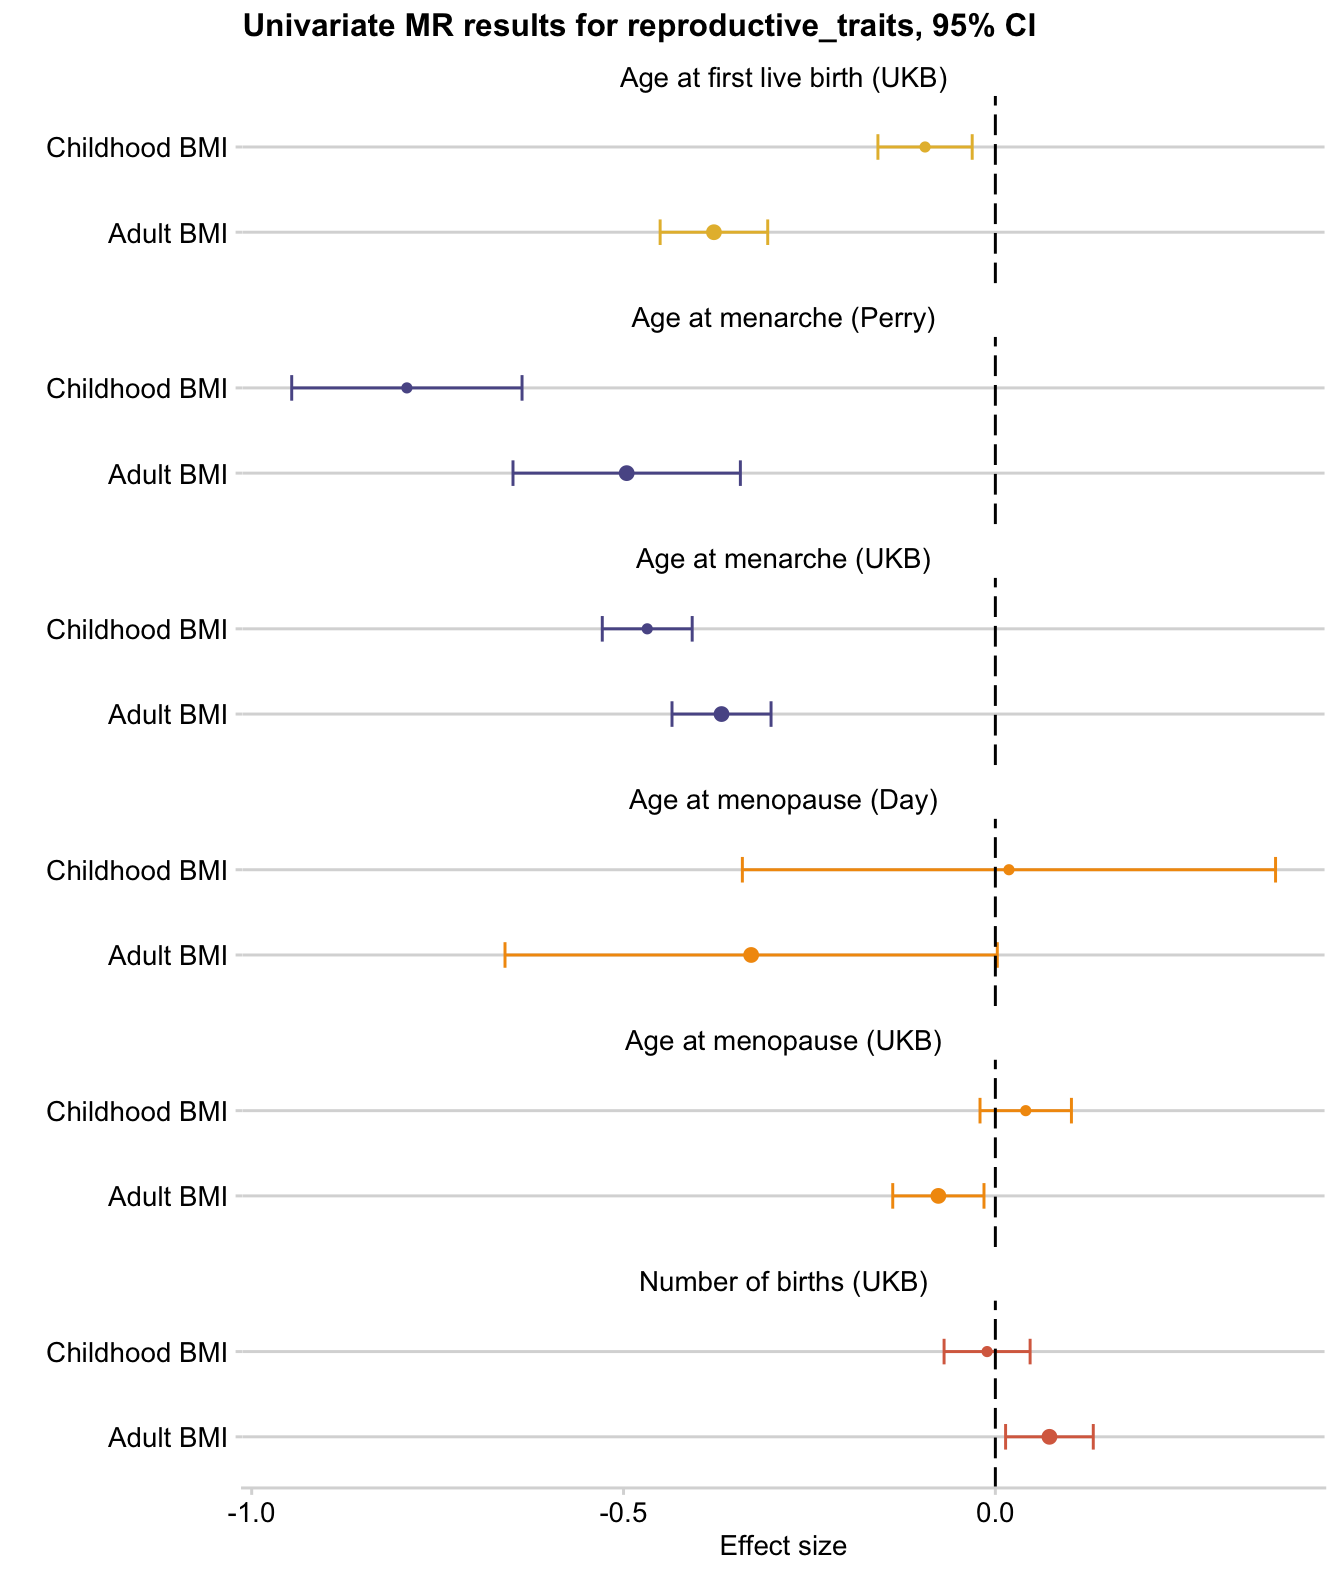 Univariate MR results for reproductive_traits, 95% CI
Age at first live birth (UKB)
Childhood BMI
Adult BMI
Age at menarche (Perry)
Childhood BMI
Adult BMI
Age at menarche (UKB)
Childhood BMI
Adult BMI
Age at menopause (Day)
Childhood BMI
Adult BMI
Age at menopause (UKB)
Childhood BMI
Adult BMI
Number of births (UKB)
Childhood BMI
Adult BMI
-1.0 -0.5 0.0
Effect size